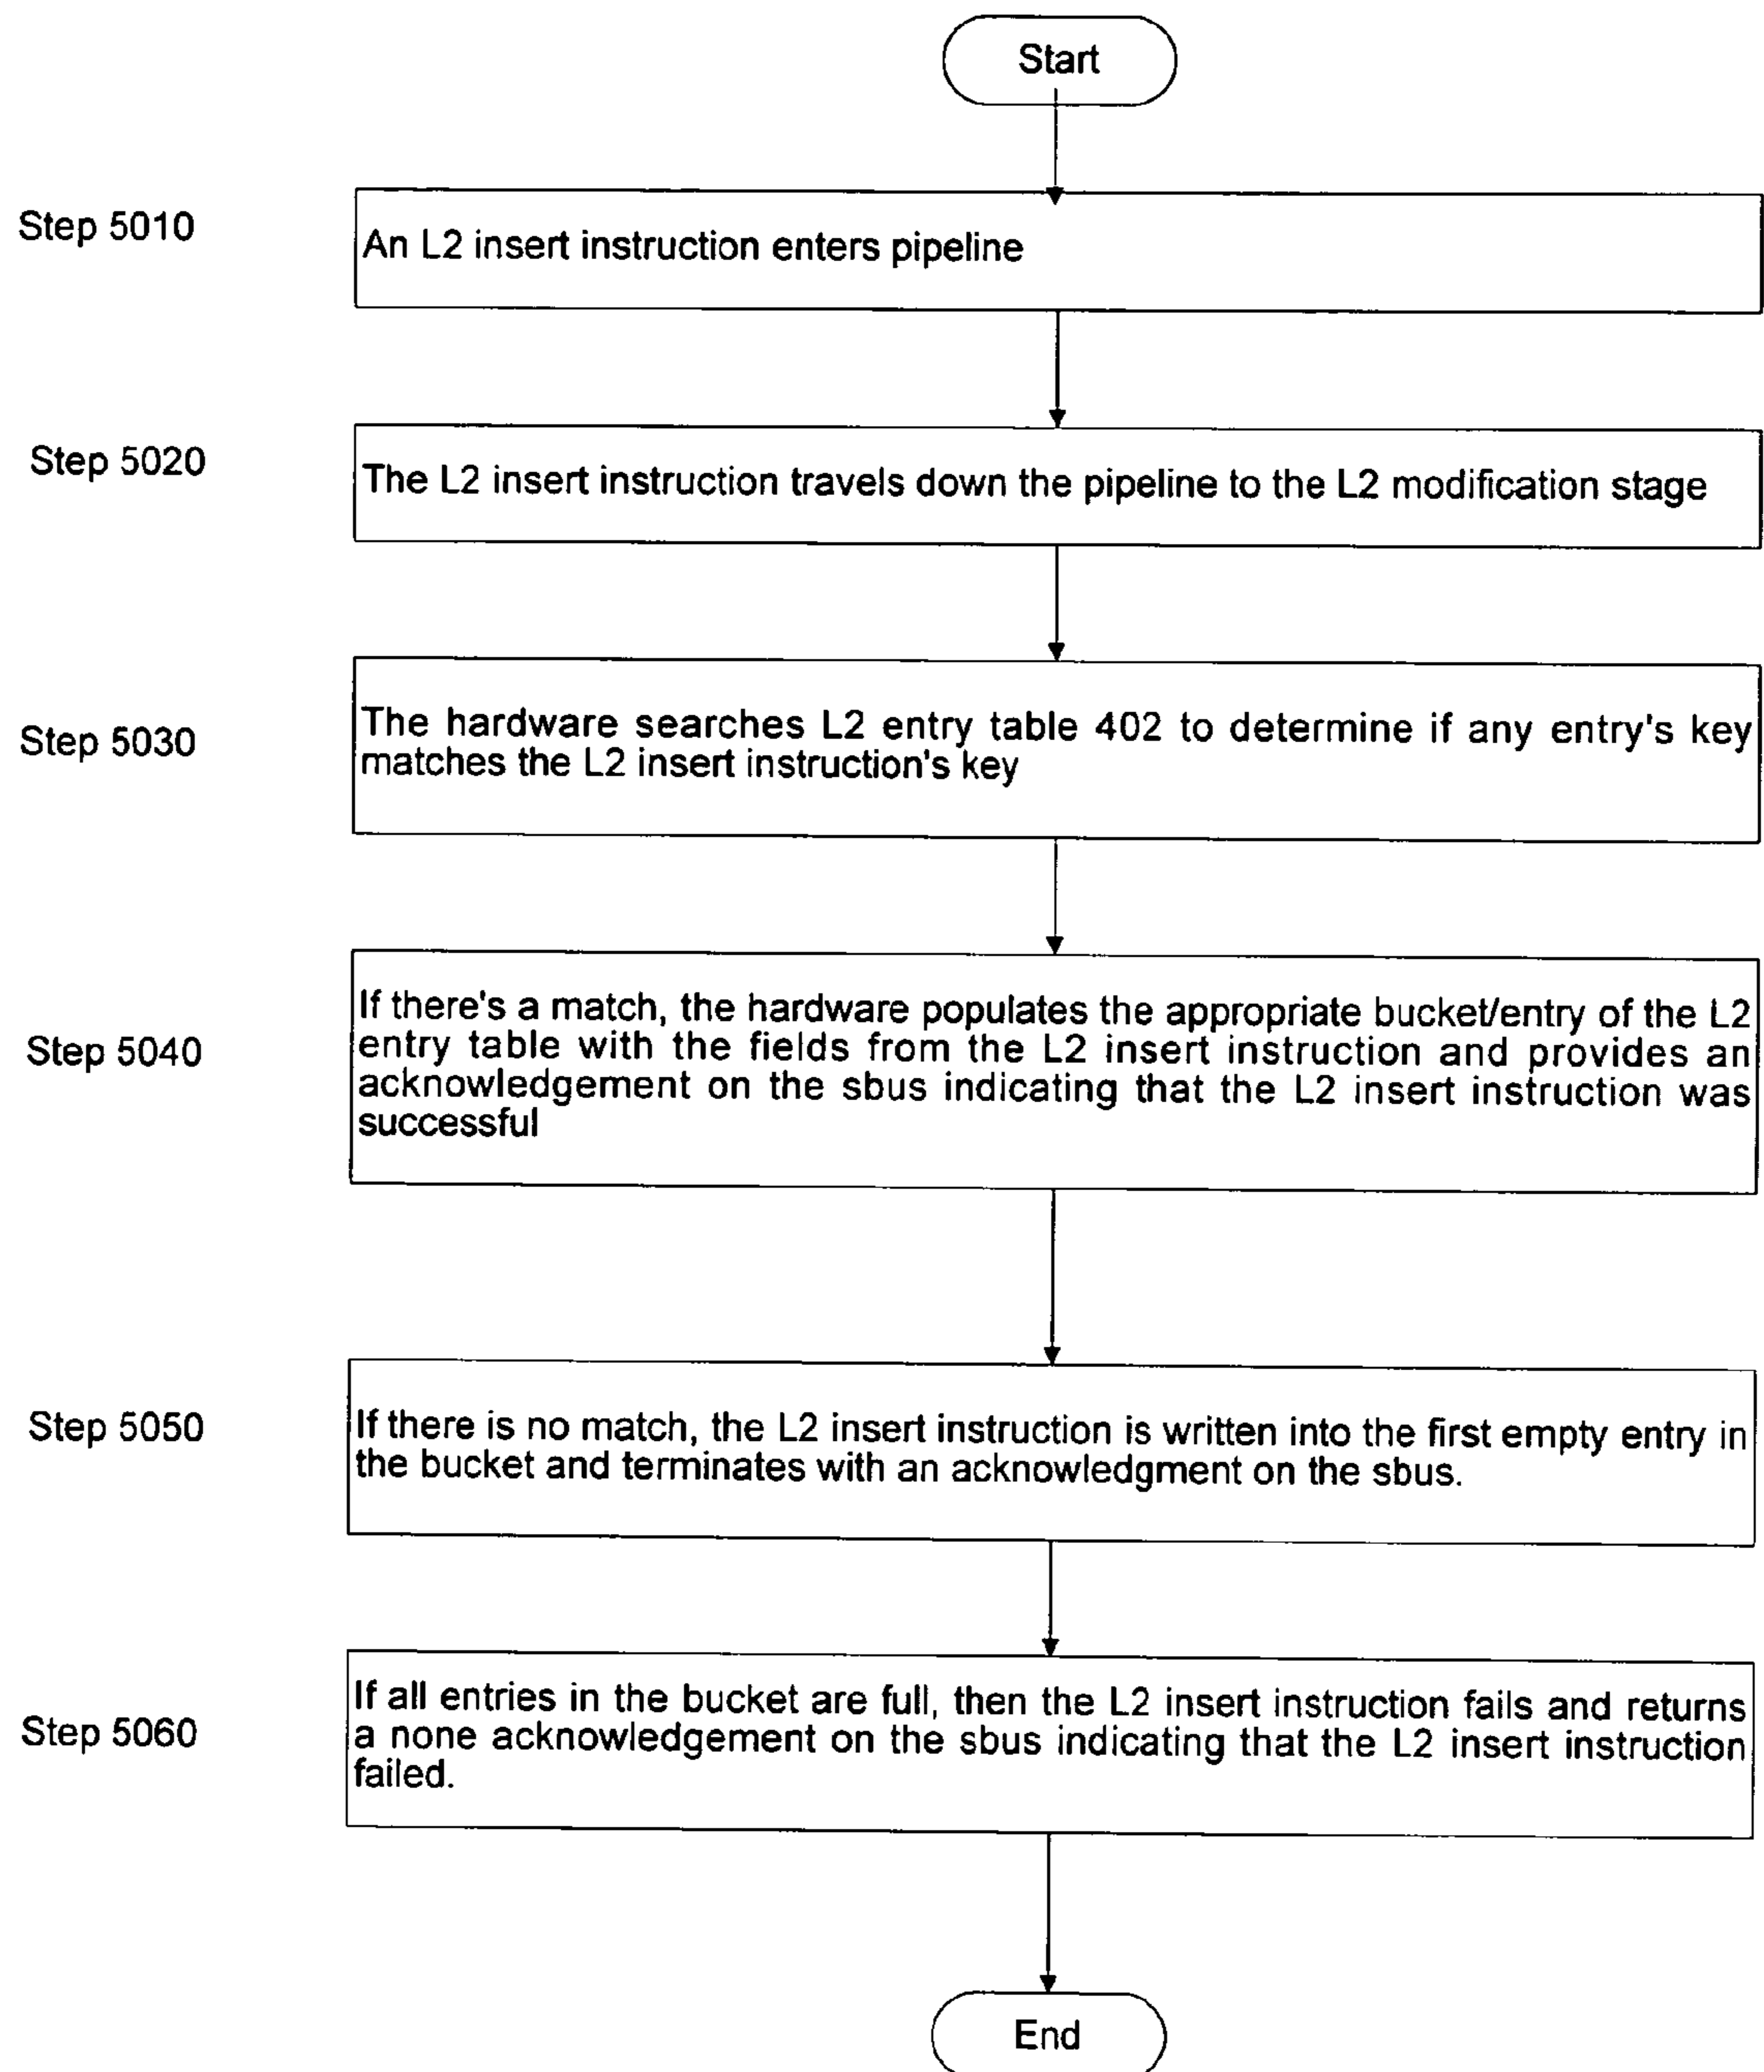 Start
Step 5010
An L2 insert instruction enters pipeline
Step 5020
The L2 insert instruction travels down the pipeline to the L2 modification stage
Step 5030
The hardware searches L2 entry table 402 to determine if any entry's key
matches the L2 insert instruction's key
Step 5040
If there's a match, the hardware populates the appropriate bucket/entry of the L2
entry table with the fields from the L2 insert instruction and provides an
acknowledgement on the sbus indicating that the L2 insert instruction was
successful
Step 5050
If there is no match, the L2 insert instruction is written into the first empty entry in
the bucket and terminates with an acknowledgment on the sbus.
Step 5060
If all entries in the bucket are full, then the L2 insert instruction fails and returns
a none acknowledgement on the sbus indicating that the L2 insert instruction
failed.
End